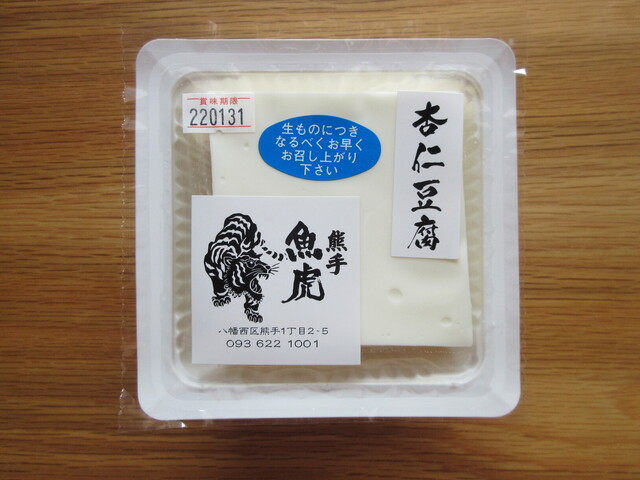 賞味期限
220131
生ものにつき
なるべくお早く
お召し上がり
下さい
杏仁豆腐
熊手
魚虎
八幡西区熊手1丁目2-5
093 622 1001